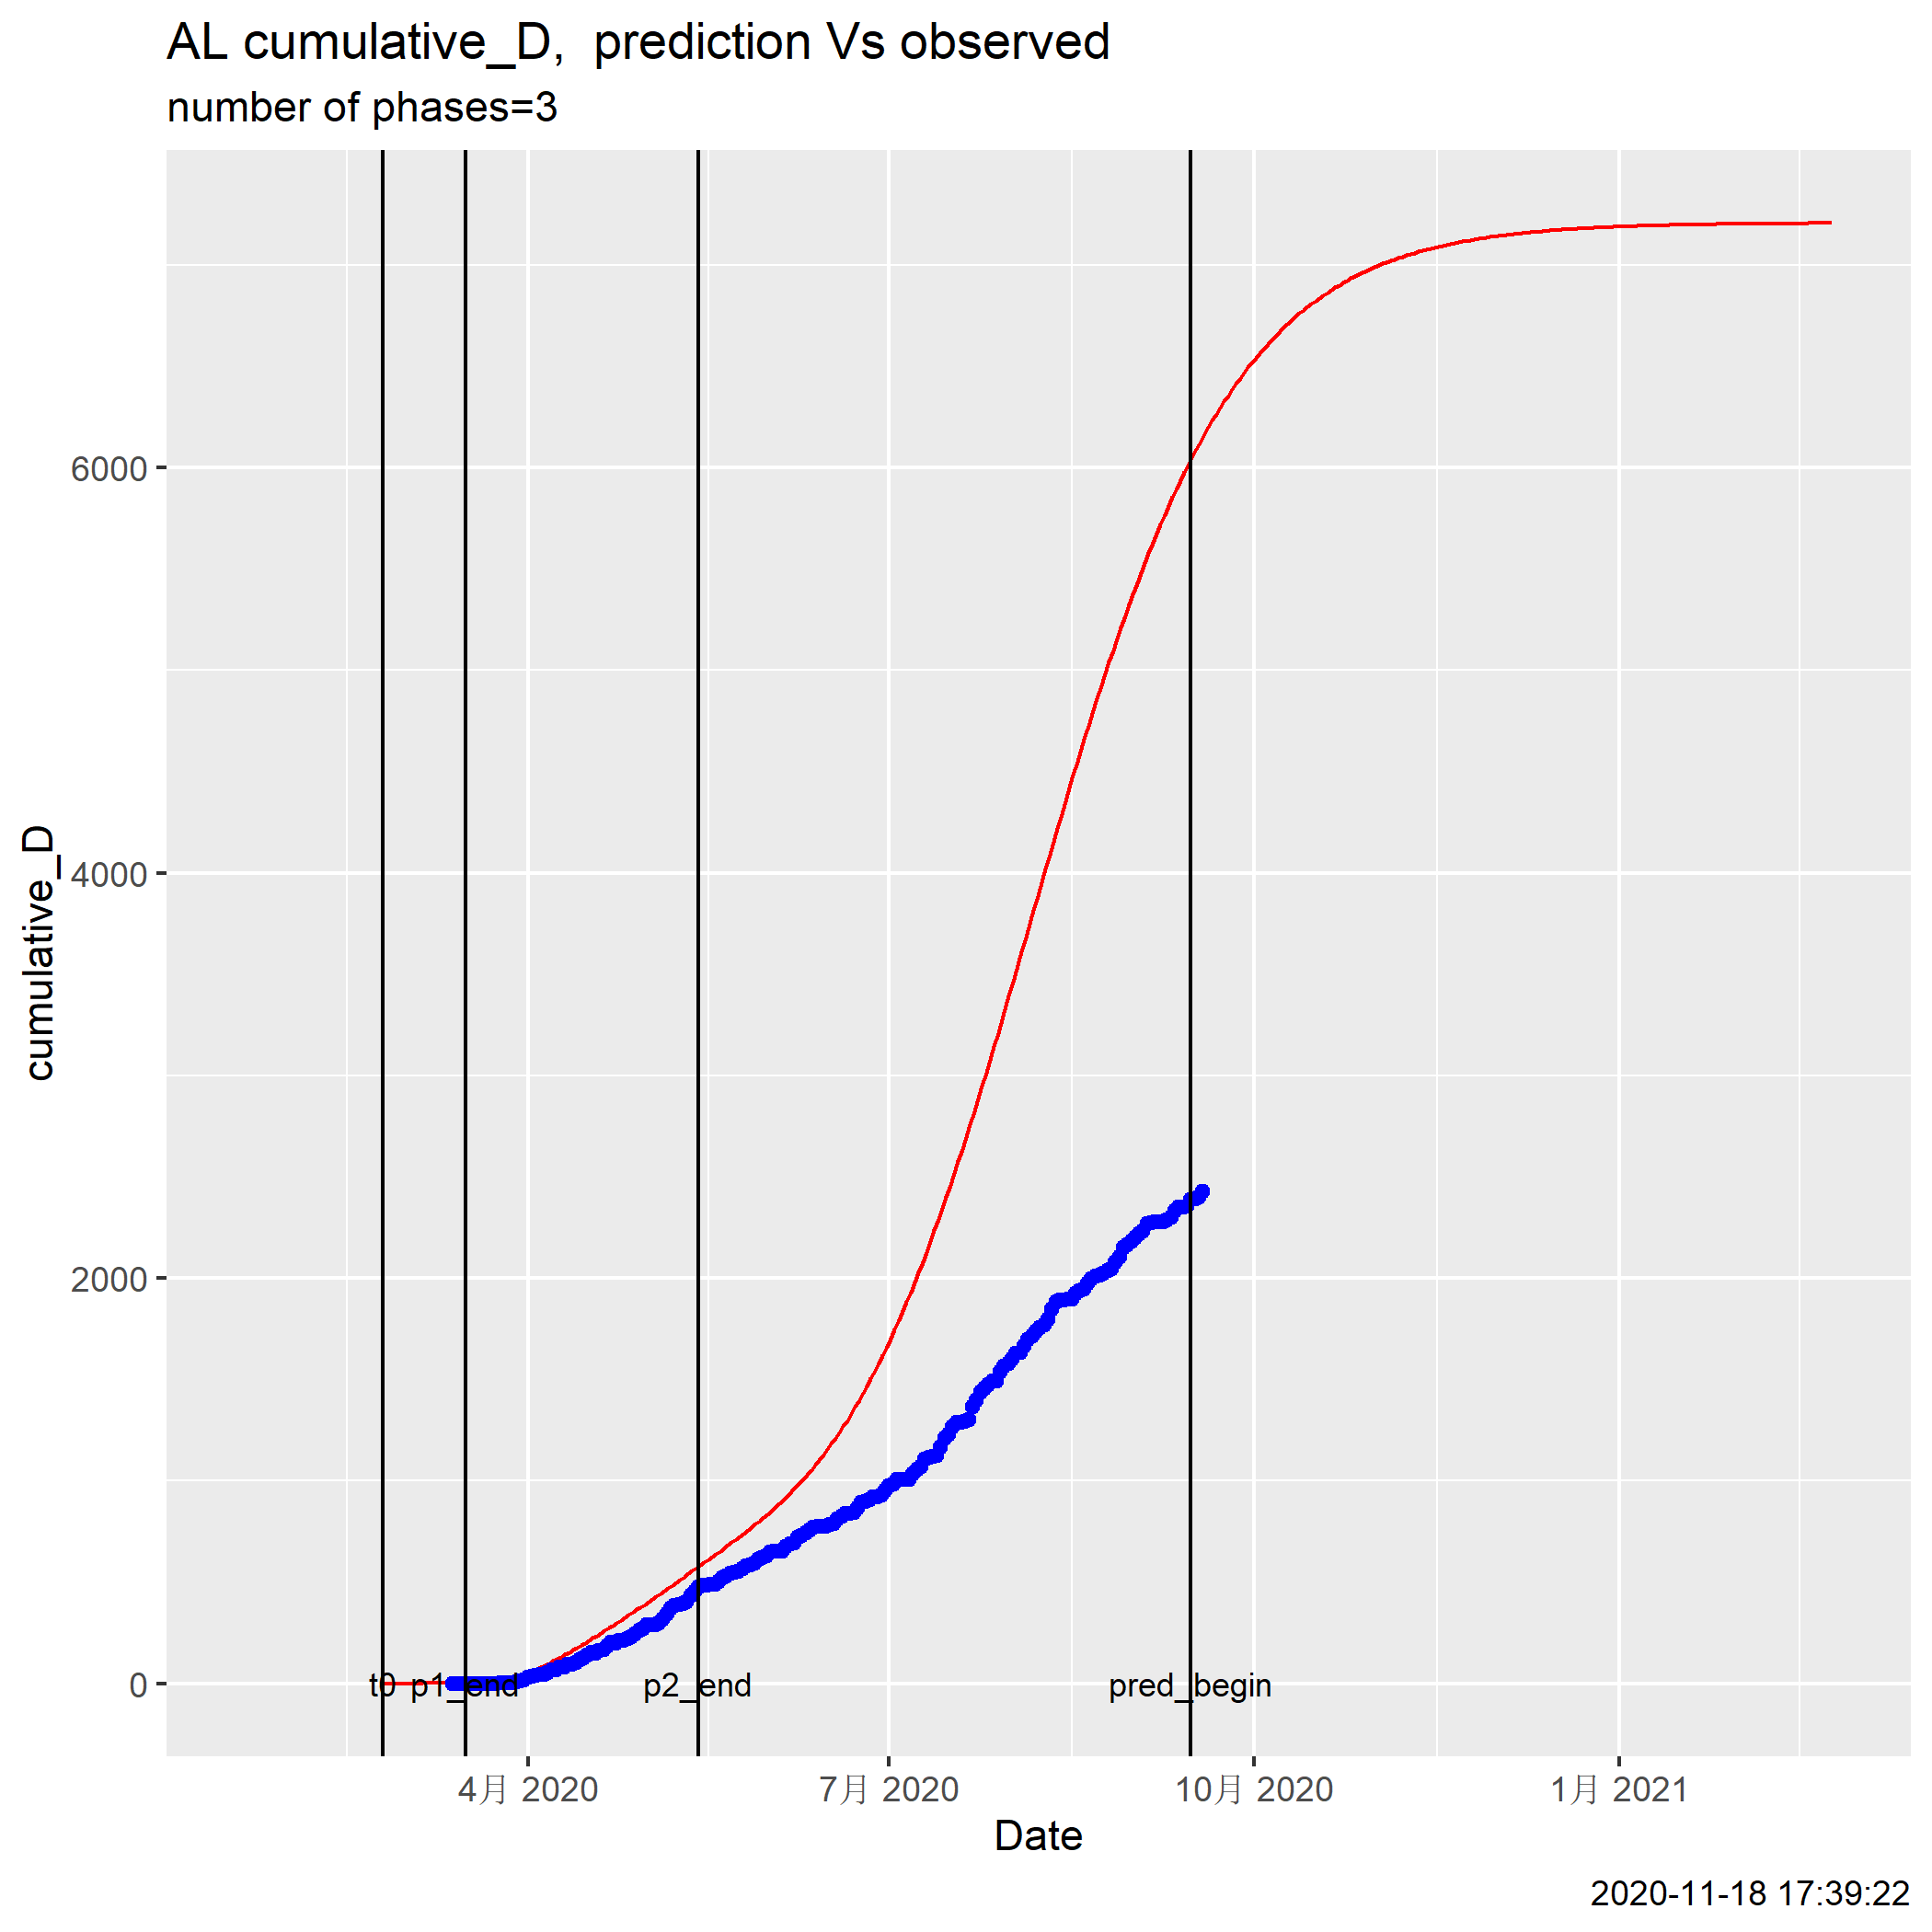 AL cumulative_D,  prediction Vs observed
number of phases=3
cumulative_D
6000
4000
2000
0
t0 p1_end p2_end pred_begin
4月 2020 7月 2020 10月 2020 1月 2021
Date
2020-11-18 17:39:22